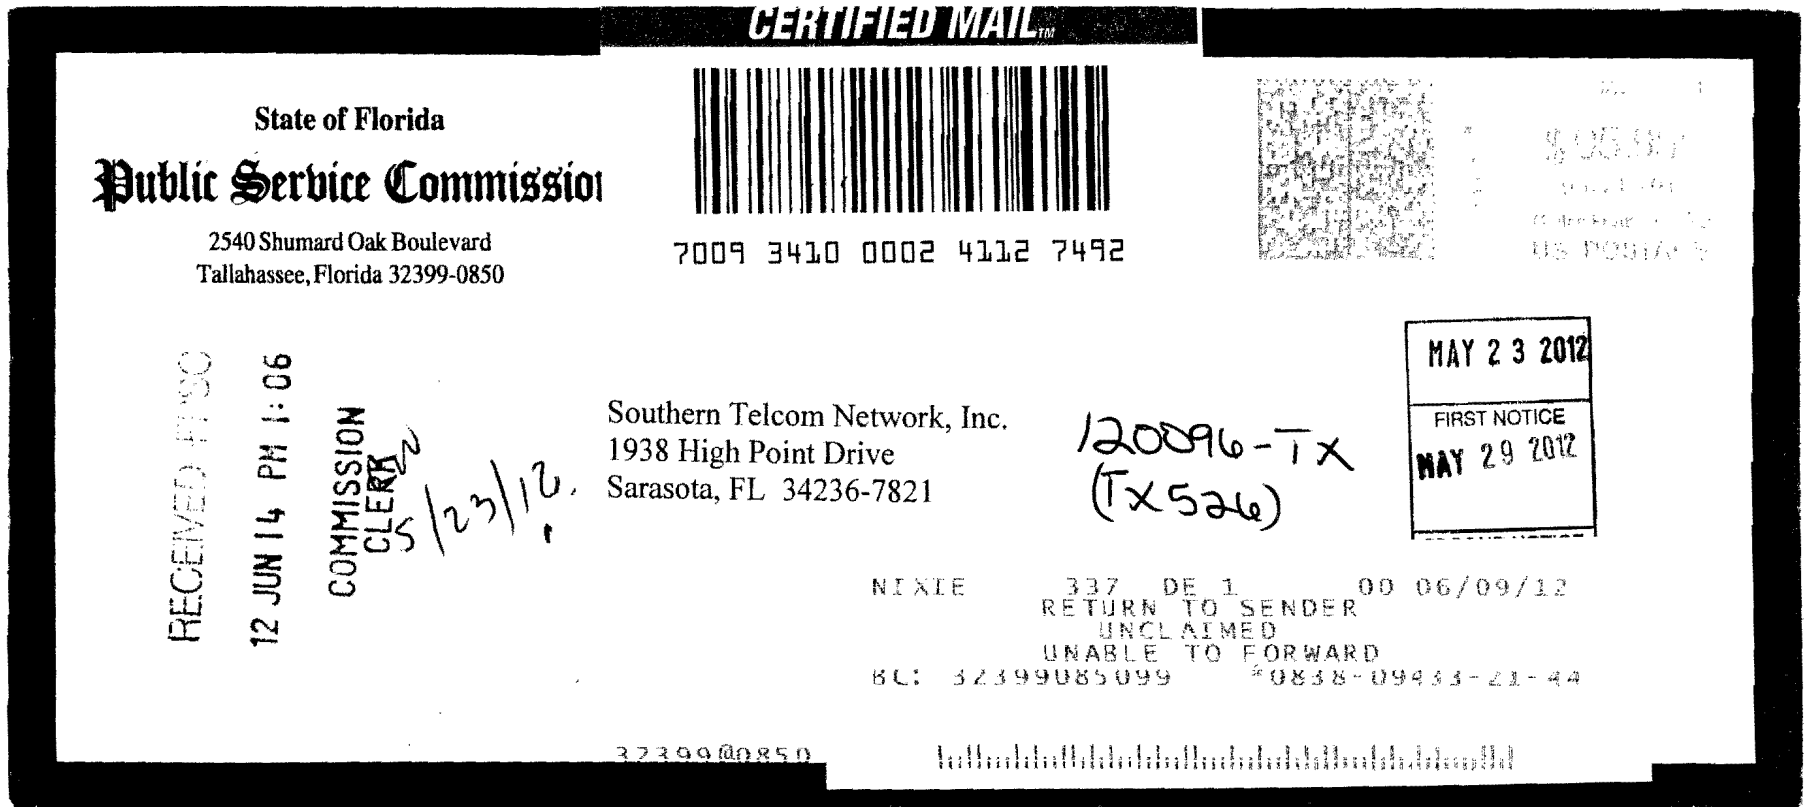 CERTIFIED MAIL™
State of Florida
Public Service Commission
2540 Shumard Oak Boulevard
Tallahassee, Florida 32399-0850
7009 3410 0002 4112 7492
US POSTAGE
RECEIVED FPSC
12 JUN 14 PM 1:06
COMMISSION
CLERK
5/23/12.
Southern Telcom Network, Inc.
1938 High Point Drive
Sarasota, FL 34236-7821
120096-TX
(TX526)
MAY 23 2012
FIRST NOTICE
MAY 29 2012
NIXIE 337 DE 1 00 06/09/12
RETURN TO SENDER
UNCLAIMED
UNABLE TO FORWARD
BC: 32399085099 *0838-09433-21-44
32399@0850